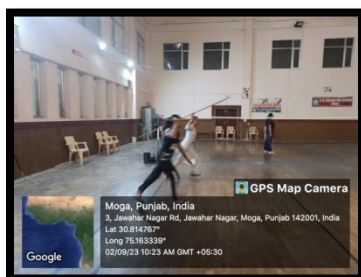 GPS Map Camera
Moga, Punjab, India
3, Jawahar Nagar Rd, Jawahar Nagar, Moga, Punjab 142001, India
Lat 30.814767°
Long 75.163339°
02/09/23 10:23 AM GMT +05:30
Google